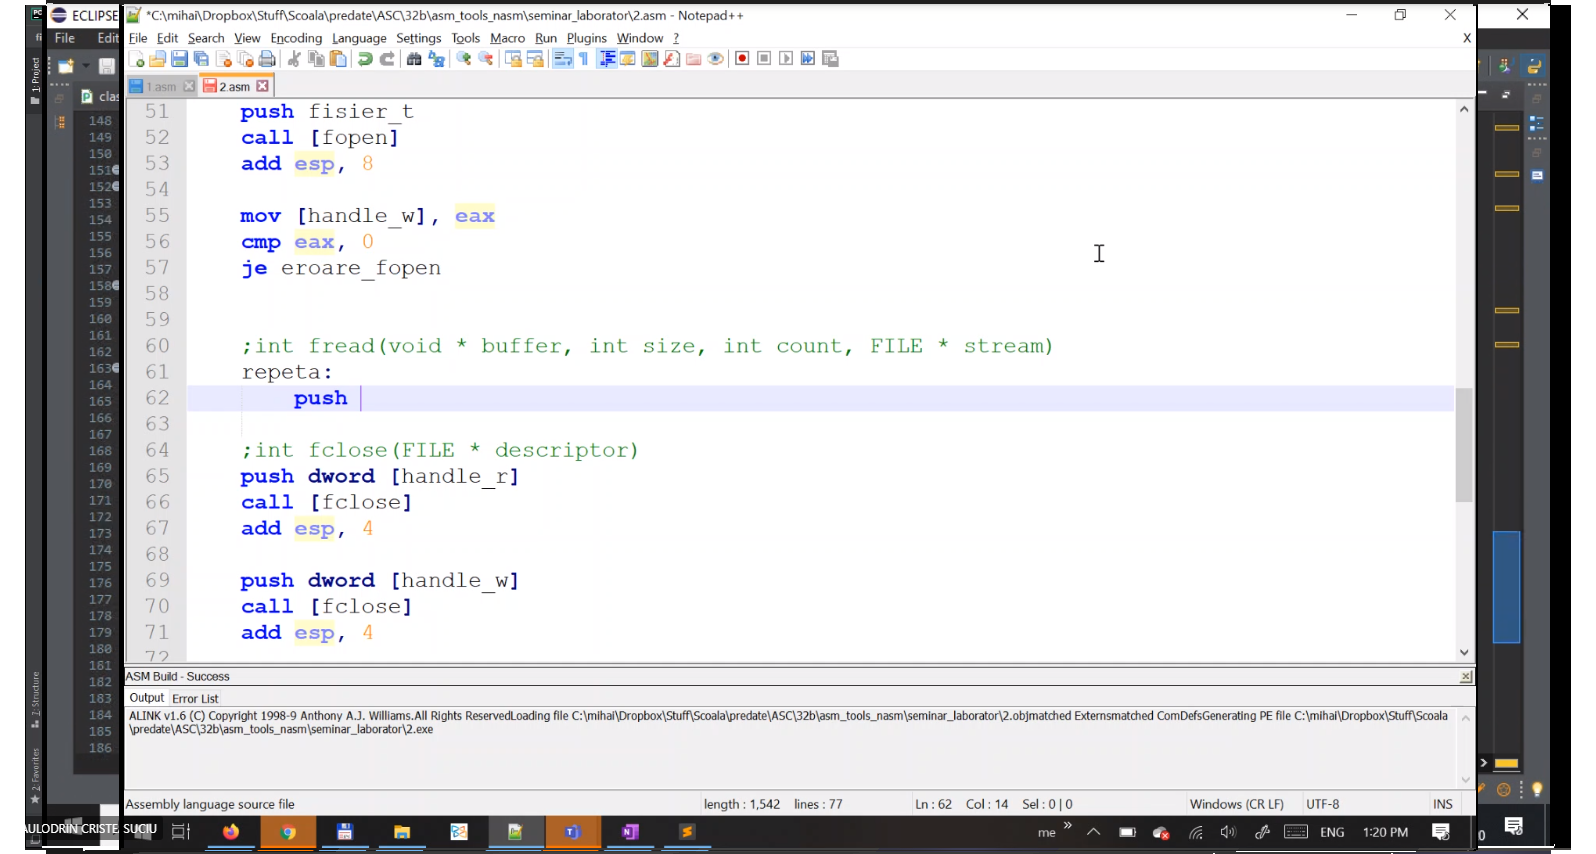 ECLIPSE
*C:\mihai\Dropbox\Stuff\Scoala\predate\ASC\32b\asm_tools_nasm\seminar_laborator\2.asm - Notepad++
File Edit
File Edit Search View Encoding Language Settings Tools Macro Run Plugins Window ?
X
1.asm
2.asm
1: Project
clas
148
149
150
151
152
153
154
155
156
157
158
159
160
161
162
163
164
165
166
167
168
169
170
171
172
173
174
175
176
177
178
179
180
181
182
183
184
185
186
51 push fisier_t
52 call [fopen]
53 add esp, 8
54
55 mov [handle_w], eax
56 cmp eax, 0
57 je eroare_fopen
58
59
60 ;int fread(void * buffer, int size, int count, FILE * stream)
61 repeta:
62 push
63
64 ;int fclose(FILE * descriptor)
65 push dword [handle_r]
66 call [fclose]
67 add esp, 4
68
69 push dword [handle_w]
70 call [fclose]
71 add esp, 4
72
Z: Structure
2: Favorites
ASM Build - Success
Output Error List
ALINK v1.6 (C) Copyright 1998-9 Anthony A.J. Williams.All Rights ReservedLoading file C:\mihai\Dropbox\Stuff\Scoala\predate\ASC\32b\asm_tools_nasm\seminar_laborator\2.objmatched Externsmatched ComDefsGenerating PE file C:\mihai\Dropbox\Stuff\Scoala
\predate\ASC\32b\asm_tools_nasm\seminar_laborator\2.exe
Assembly language source file length : 1,542 lines : 77 Ln : 62 Col : 14 Sel : 0 | 0 Windows (CR LF) UTF-8 INS
AULODRIN CRISTE SUCIU
me ENG 1:20 PM